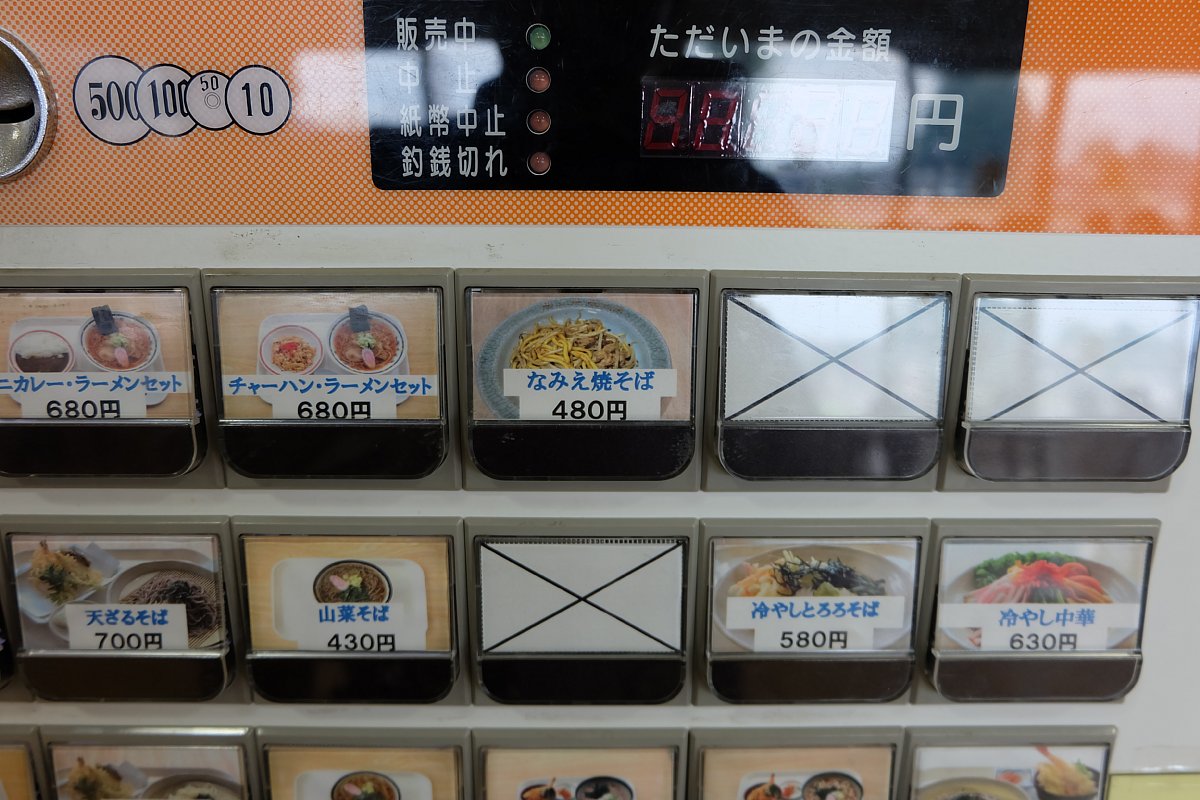 500 100 50 10
販売中
中止
紙幣中止
釣銭切れ
ただいまの金額
円
ニカレー・ラーメンセット
680円
チャーハン・ラーメンセット
680円
なみえ焼そば
480円
天ざるそば
700円
山菜そば
430円
冷やしとろろそば
580円
冷やし中華
630円